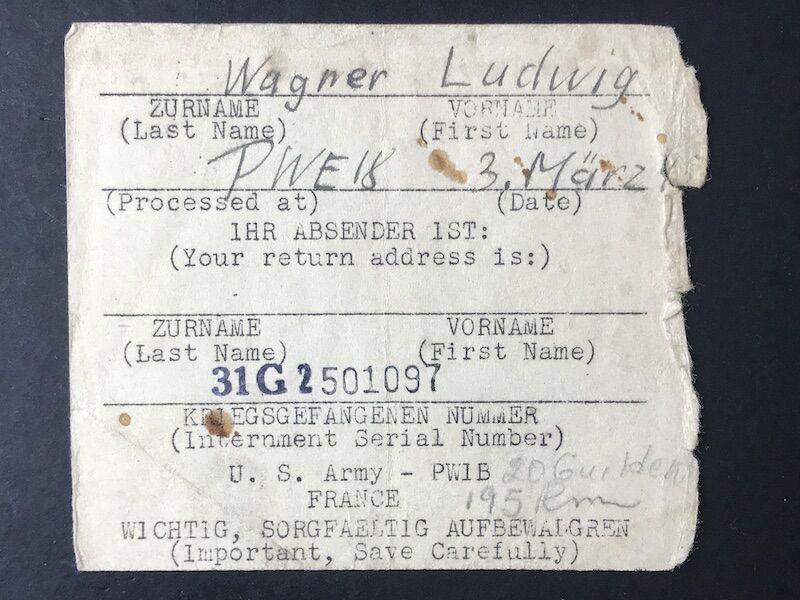 Wagner Ludwig
ZURNAME VORNAME
(Last Name) (First Name)
PWE18 3. März
(Processed at) (Date)
IHR ABSENDER IST:
(Your return address is:)
ZURNAME VORNAME
(Last Name) (First Name)
31G 2501097
KRIEGSGEFANGENEN NUMMER
(Internment Serial Number)
U. S. Army - PWIB 20 Gulden
FRANCE 195 Rm
WICHTIG, SORGFAELTIG AUFBEWALGREN
(Important, Save Carefully)